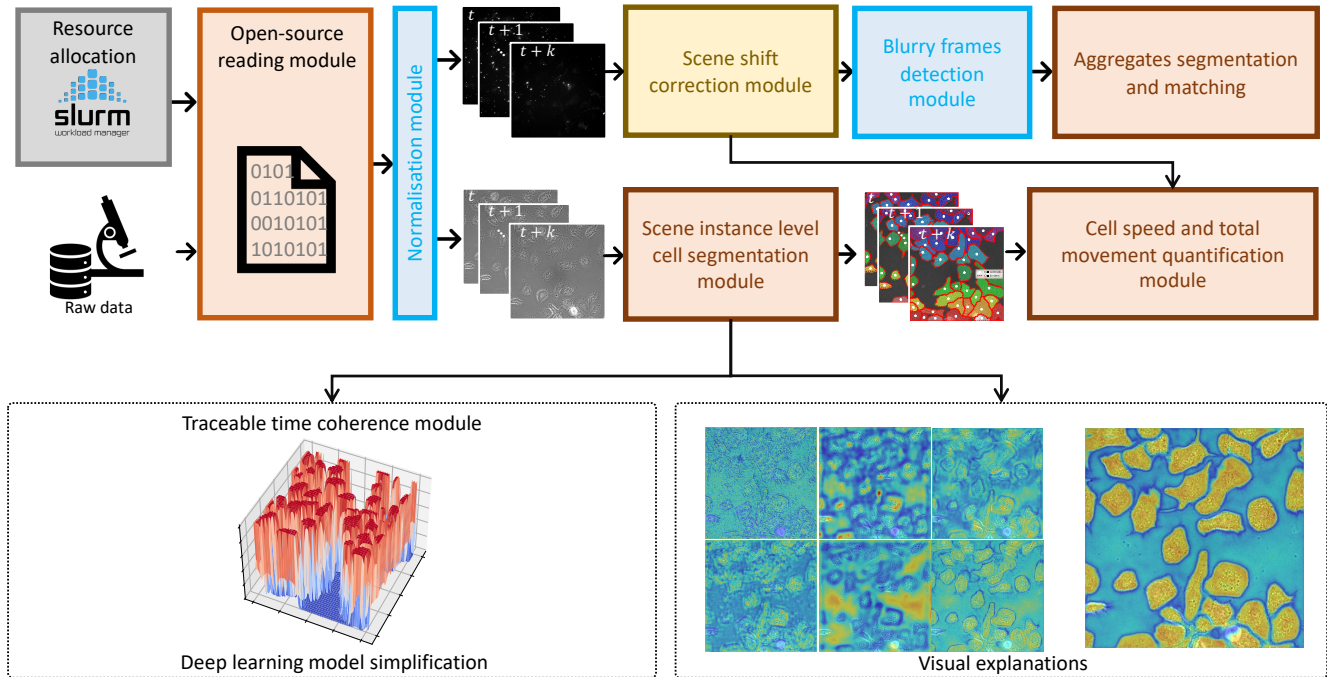 Resource
allocation
slurm
workload manager
Raw data
Open-source
reading module
0101
0110101
0010101
1010101
Normalisation module
t
t + 1
t + k
Scene shift
correction module
Blurry frames
detection
module
Aggregates segmentation
and matching
t
t + 1
t + k
Scene instance level
cell segmentation
module
t
t + 1
t + k
Cell speed and total
movement quantification
module
Traceable time coherence module
Deep learning model simplification
Visual explanations